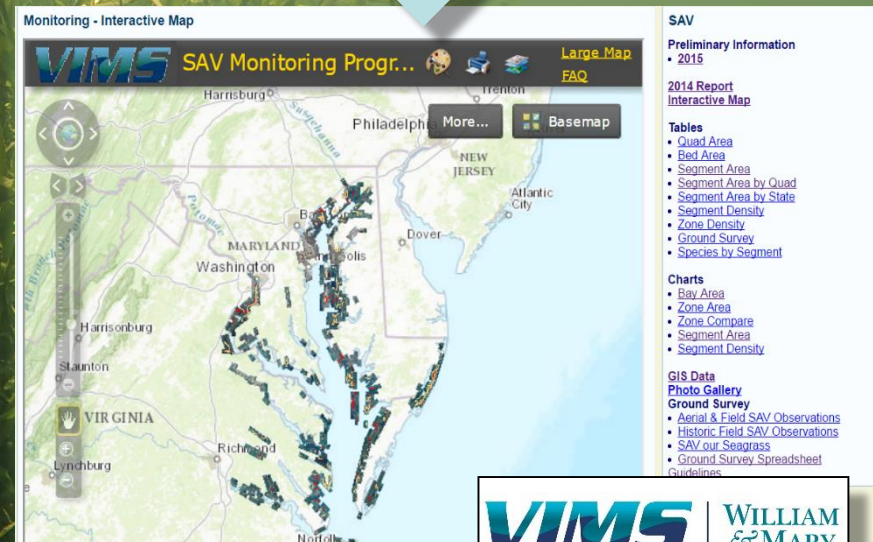 Monitoring - Interactive Map
VIMS SAV Monitoring Progr...
Large Map
FAQ
More...
Basemap
Harrisburg
Susquehanna
Trenton
NEW
JERSEY
Atlantic
City
Potomac
MARYLAND
Dover
Washington
Harrisonburg
Staunton
VIRGINIA
Lynchburg
Norfolk
SAV
Preliminary Information
• 2015
2014 Report
Interactive Map
Tables
• Quad Area
• Bed Area
• Segment Area
• Segment Area by Quad
• Segment Area by State
• Segment Density
• Zone Density
• Ground Survey
• Species by Segment
Charts
• Bay Area
• Zone Area
• Zone Compare
• Segment Area
• Segment Density
GIS Data
Photo Gallery
Ground Survey
• Aerial & Field SAV Observations
• Historic Field SAV Observations
• SAV our Seagrass
• Ground Survey Spreadsheet
Guidelines
VIMS
WILLIAM
& MARY